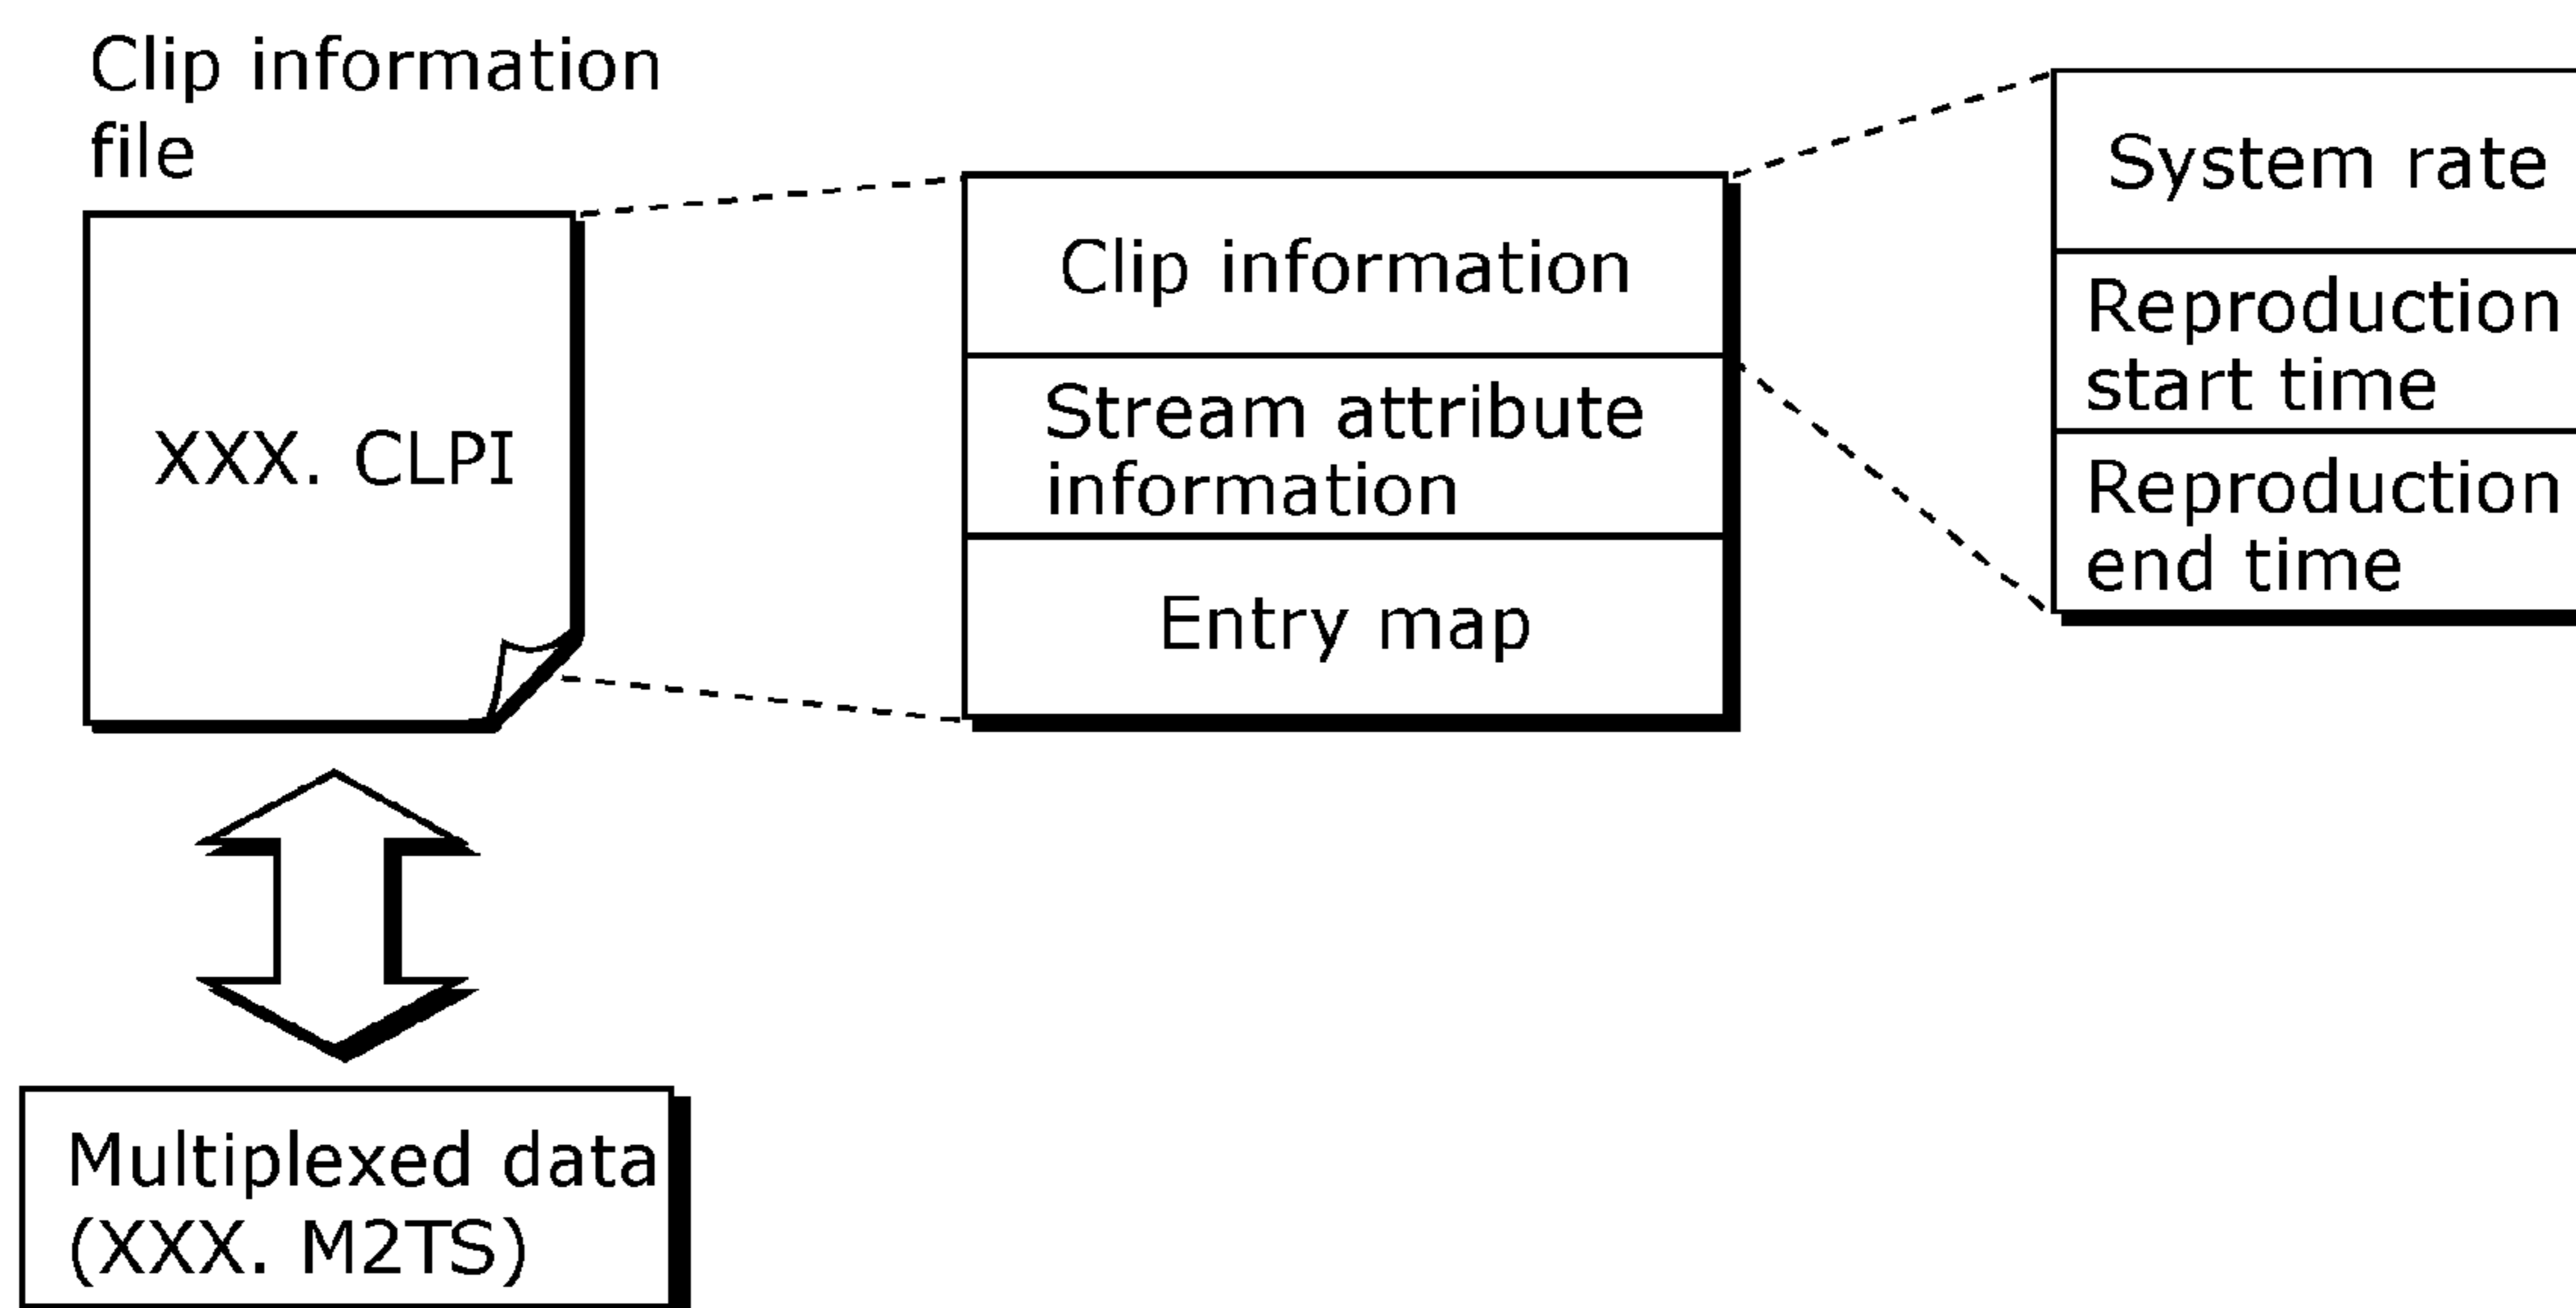 Clip information
file
XXX. CLPI
Clip information
Stream attribute
information
Entry map
System rate
Reproduction
start time
Reproduction
end time
Multiplexed data
(XXX. M2TS)